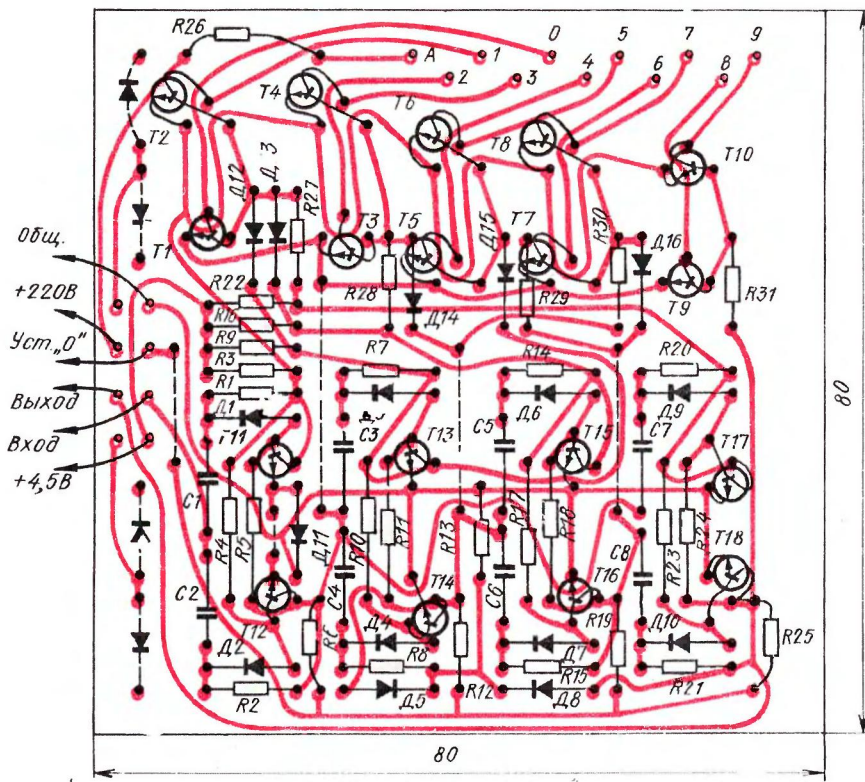 R26
A 1 0 5 7 9
2 3 4 6 8
T4 T6 T8 T10
T2
Д12 R27
T1 T3 T5 Д15 T7 R30 Д16
Общ.
+220В
Уст.„0"
Выход
Вход
+4,5В
R22 R28 Д14 R29 T9 R31
R16
R9
R3
R1
Д1
R7 R14 R20
C3 C5 Д6 C7 Д9
T13 T15 T17
C1 R4 R5 Д11 R10 R11 R13 R17 R18 R23 R24 T18
C2 T12 C4 T14 C6 T16 C8
R6 Д4 R19 Д10 R25
Д2 R8 Д7
R2 Д5 R12 R15 Д8 R21
80
80